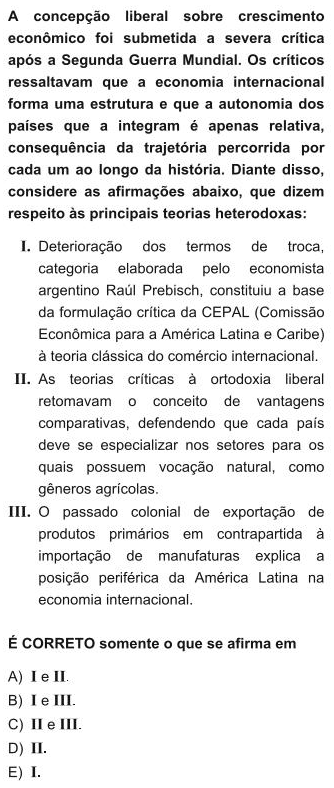 A concepção liberal sobre crescimento
econômico foi submetida a severa crítica
após a Segunda Guerra Mundial. Os críticos
ressaltavam que a economia internacional
forma uma estrutura e que a autonomia dos
países que a integram é apenas relativa,
consequência da trajetória percorrida por
cada um ao longo da história. Diante disso,
considere as afirmações abaixo, que dizem
respeito às principais teorias heterodoxas:
I. Deterioração dos termos de troca,
categoria elaborada pelo economista
argentino Raúl Prebisch, constituiu a base
da formulação crítica da CEPAL (Comissão
Econômica para a América Latina e Caribe)
à teoria clássica do comércio internacional.
II. As teorias críticas à ortodoxia liberal
retomavam o conceito de vantagens
comparativas, defendendo que cada país
deve se especializar nos setores para os
quais possuem vocação natural, como
gêneros agrícolas.
III. O passado colonial de exportação de
produtos primários em contrapartida à
importação de manufaturas explica a
posição periférica da América Latina na
economia internacional.
É CORRETO somente o que se afirma em
A) I e II.
B) I e III.
C) II e III.
D) II.
E) I.